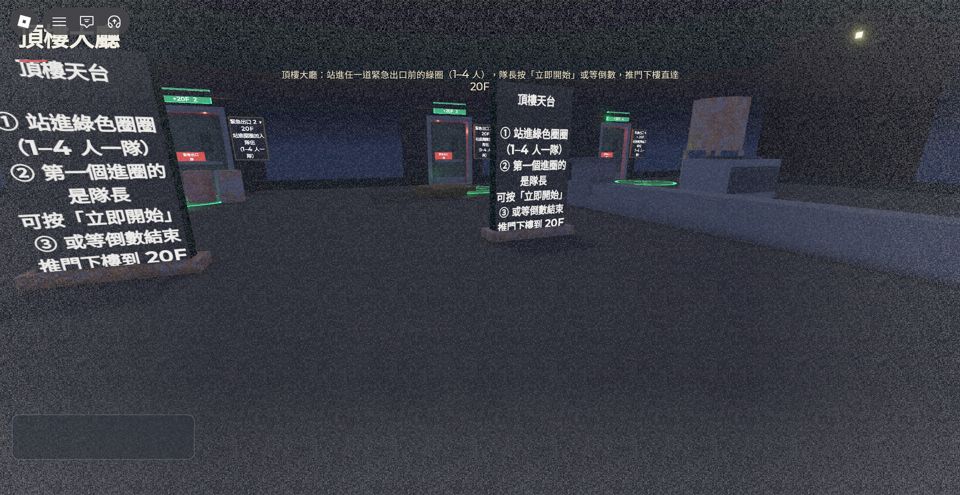 頂樓大廳
頂樓天台
① 站進綠色圈圈
（1–4 人一隊）
② 第一個進圈的
是隊長
可按「立即開始」
③ 或等倒數結束
推門下樓到 20F
頂樓大廳：站進任一道緊急出口前的綠圈（1–4 人），隊長按「立即開始」或等倒數，推門下樓直達
20F
頂樓天台
① 站進綠色圈圈
（1–4 人一隊）
② 第一個進圈的
是隊長
可按「立即開始」
③ 或等倒數結束
推門下樓到 20F
緊急出口 2
20F
（1–4 人一
隊）